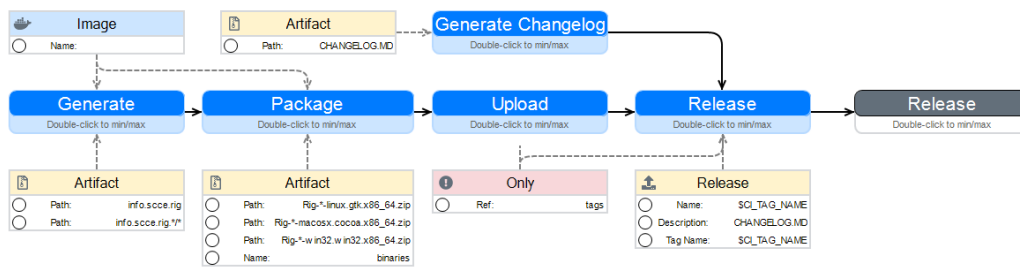 Image
Name:
Artifact
Path: CHANGELOG.MD
Generate Changelog
Double-click to min/max
Generate
Double-click to min/max
Package
Double-click to min/max
Upload
Double-click to min/max
Release
Double-click to min/max
Release
Double-click to min/max
Artifact
Path: info.scce.rig
Path: info.scce.rig.*/*
Artifact
Path: Rig-*-linux.gtk.x86_64.zip
Path: Rig-*-macosx.cocoa.x86_64.zip
Path: Rig-*-win32.win32.x86_64.zip
Name: binaries
Only
Ref: tags
Release
Name: $CI_TAG_NAME
Description: CHANGELOG.MD
Tag Name: $CI_TAG_NAME